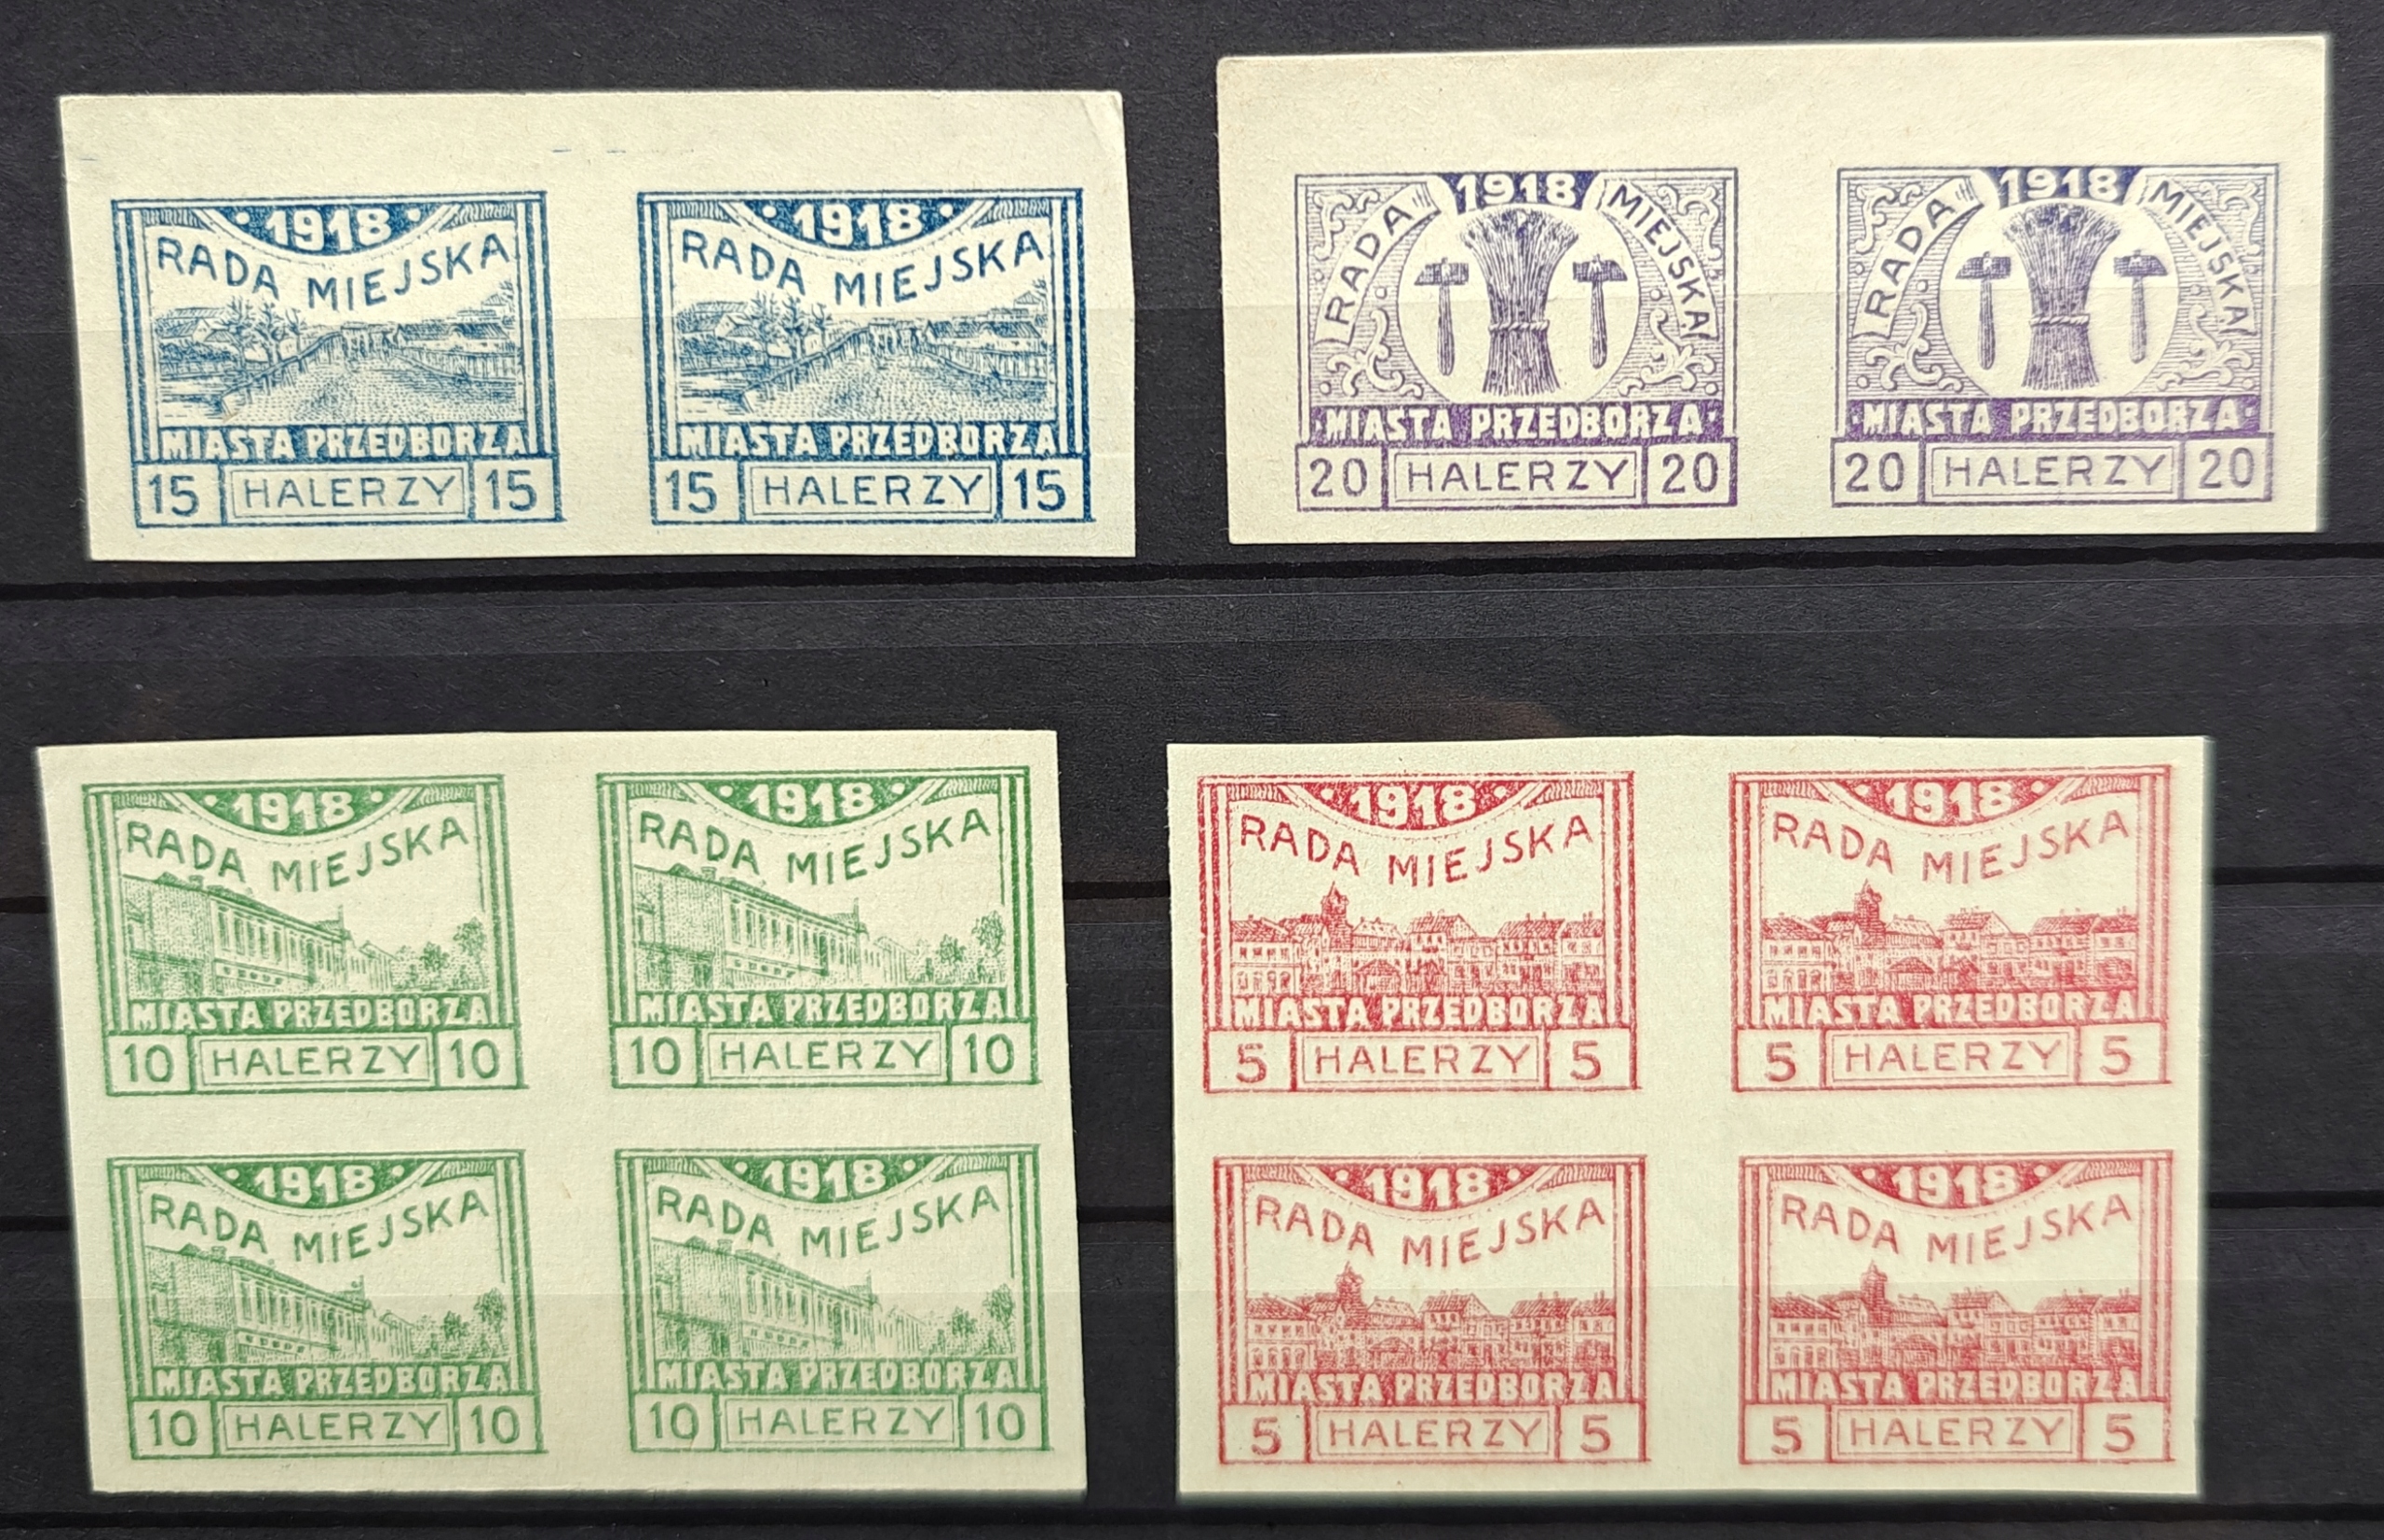 1918
RADA MIEJSKA
MIASTA PRZEDBORZA
15 HALERZY 15
1918
RADA MIEJSKA
MIASTA PRZEDBORZA
15 HALERZY 15
1918
RADA MIEJSKA
MIASTA PRZEDBORZA
20 HALERZY 20
1918
RADA MIEJSKA
MIASTA PRZEDBORZA
20 HALERZY 20
1918
RADA MIEJSKA
MIASTA PRZEDBORZA
10 HALERZY 10
1918
RADA MIEJSKA
MIASTA PRZEDBORZA
10 HALERZY 10
1918
RADA MIEJSKA
MIASTA PRZEDBORZA
10 HALERZY 10
1918
RADA MIEJSKA
MIASTA PRZEDBORZA
10 HALERZY 10
1918
RADA MIEJSKA
MIASTA PRZEDBORZA
5 HALERZY 5
1918
RADA MIEJSKA
MIASTA PRZEDBORZA
5 HALERZY 5
1918
RADA MIEJSKA
MIASTA PRZEDBORZA
5 HALERZY 5
1918
RADA MIEJSKA
MIASTA PRZEDBORZA
5 HALERZY 5